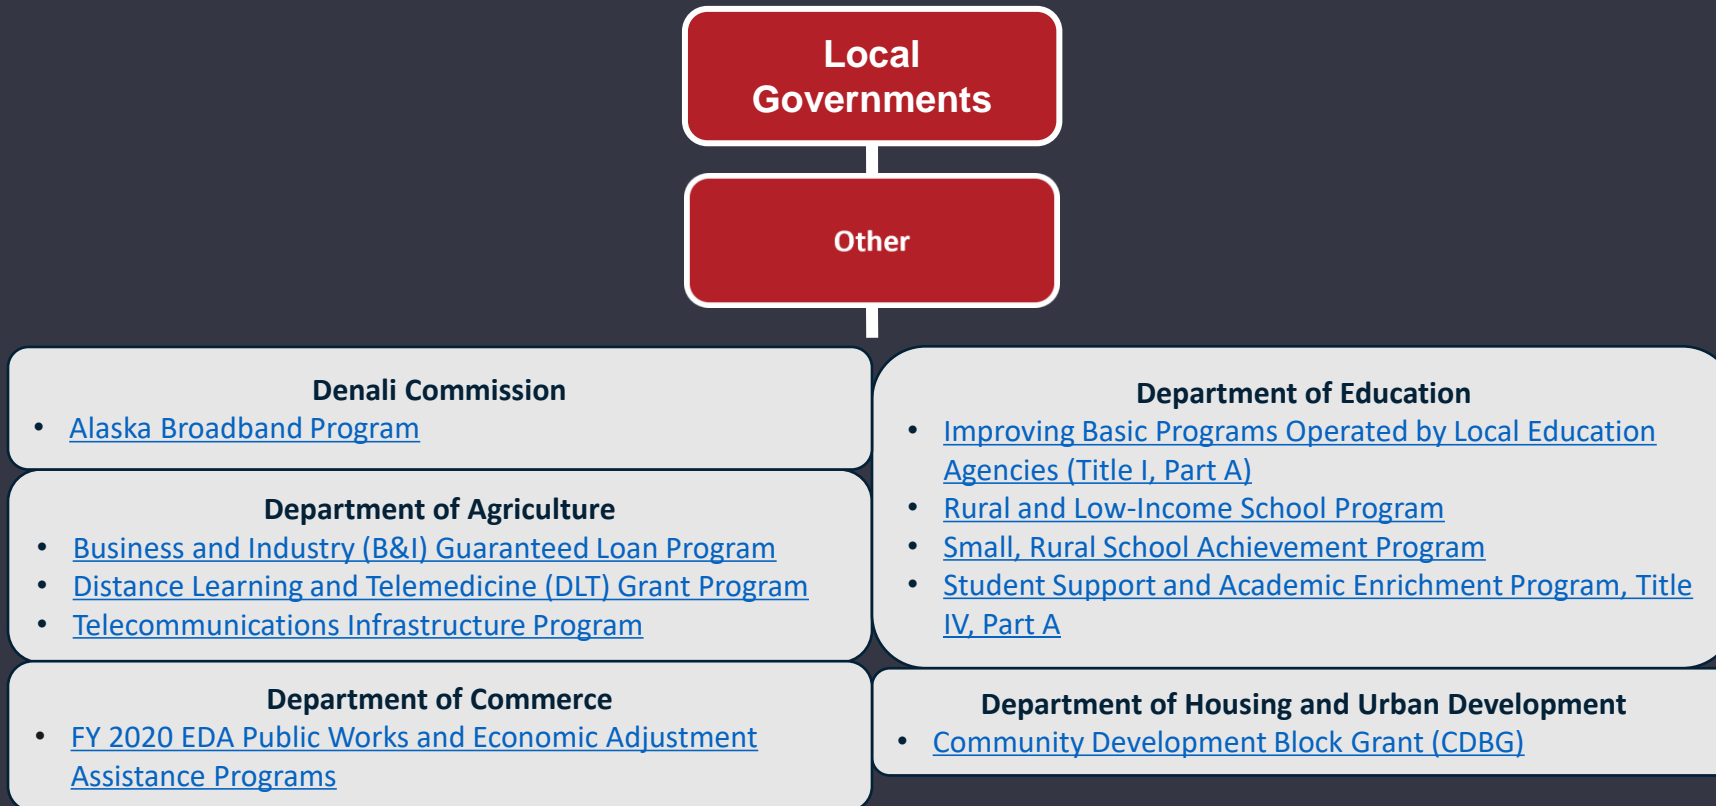 Local
Governments
Other
Denali Commission
• Alaska Broadband Program
Department of Agriculture
• Business and Industry (B&I) Guaranteed Loan Program
• Distance Learning and Telemedicine (DLT) Grant Program
• Telecommunications Infrastructure Program
Department of Commerce
• FY 2020 EDA Public Works and Economic Adjustment
Assistance Programs
Department of Education
• Improving Basic Programs Operated by Local Education
Agencies (Title I, Part A)
• Rural and Low-Income School Program
• Small, Rural School Achievement Program
• Student Support and Academic Enrichment Program, Title
IV, Part A
Department of Housing and Urban Development
• Community Development Block Grant (CDBG)